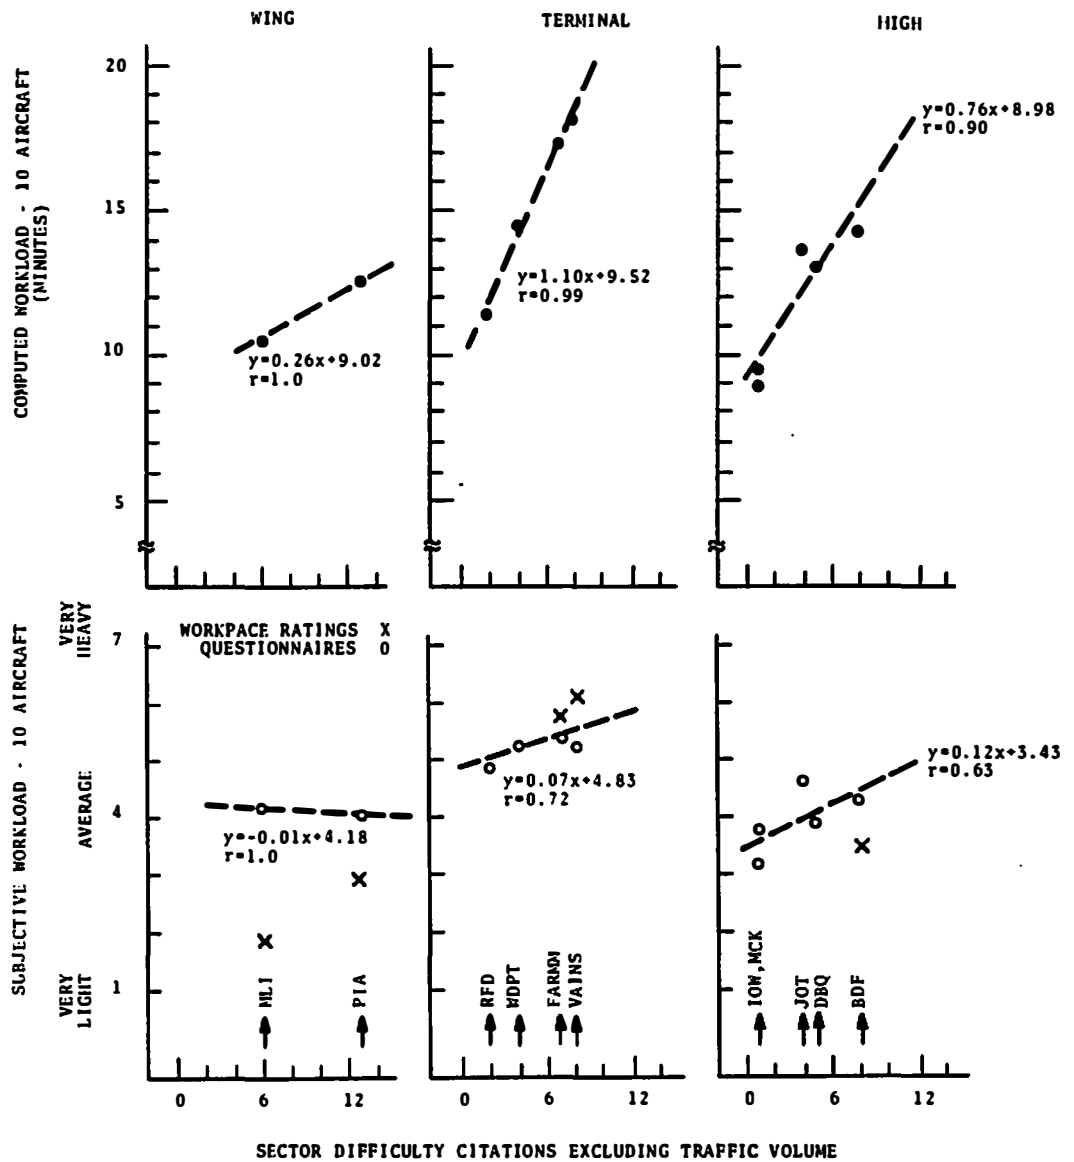 WING
TERMINAL
HIGH
COMPUTED WORKLOAD - 10 AIRCRAFT
(MINUTES)
20
15
10
5
y=0.26x+9.02
r=1.0
y=1.10x+9.52
r=0.99
y=0.76x+8.98
r=0.90
SUBJECTIVE WORKLOAD - 10 AIRCRAFT
VERY
HEAVY
AVERAGE
VERY
LIGHT
7
4
1
WORKPACE RATINGS X
QUESTIONNAIRES O
y=-0.01x+4.18
r=1.0
y=0.07x+4.83
r=0.72
y=0.12x+3.43
r=0.63
MLI
PIA
RFD
WDPT
FARMM
VAINS
IOW,MCK
JOT
DBQ
BDF
0 6 12
0 6 12
0 6 12
SECTOR DIFFICULTY CITATIONS EXCLUDING TRAFFIC VOLUME